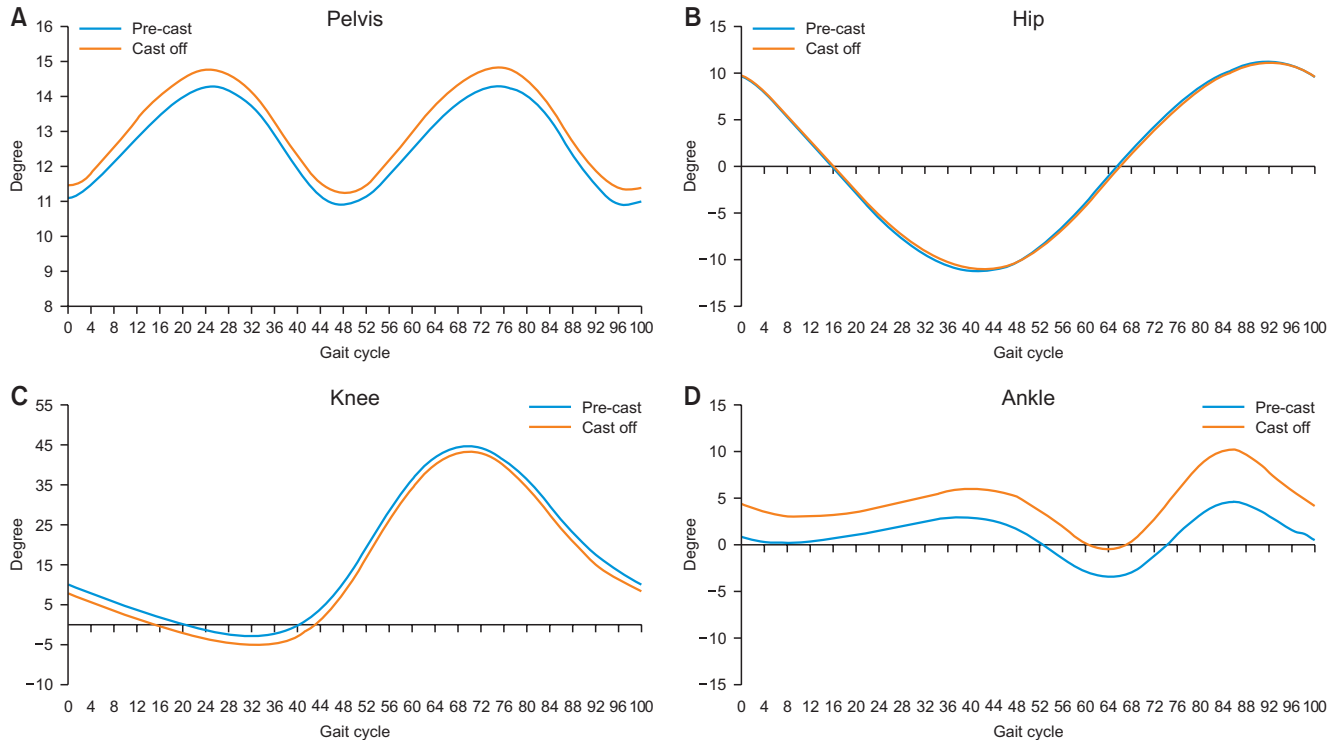 A
Pelvis
Pre-cast
Cast off
16
15
14
13
12
11
10
9
8
Degree
0 4 8 12 16 20 24 28 32 36 40 44 48 52 56 60 64 68 72 76 80 84 88 92 96 100
Gait cycle
B
Hip
Pre-cast
Cast off
15
10
5
0
−5
−10
−15
Degree
0 4 8 12 16 20 24 28 32 36 40 44 48 52 56 60 64 68 72 76 80 84 88 92 96 100
Gait cycle
C
Knee
Pre-cast
Cast off
55
45
35
25
15
5
−5
−10
Degree
0 4 8 12 16 20 24 28 32 36 40 44 48 52 56 60 64 68 72 76 80 84 88 92 96 100
Gait cycle
D
Ankle
Pre-cast
Cast off
15
10
5
0
−5
−10
−15
Degree
0 4 8 12 16 20 24 28 32 36 40 44 48 52 56 60 64 68 72 76 80 84 88 92 96 100
Gait cycle